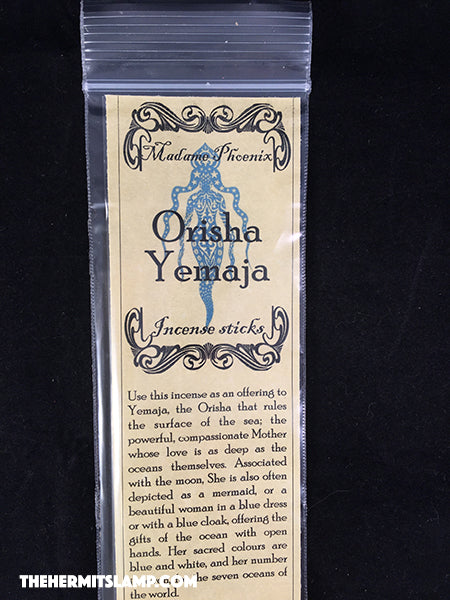 Madame Phoenix
Orisha
Yemaja
Incense sticks
Use this incense as an offering to
Yemaja, the Orisha that rules
the surface of the sea; the
powerful, compassionate Mother
whose love is as deep as the
oceans themselves. Associated
with the moon, She is also often
depicted as a mermaid, or a
beautiful woman in a blue dress
or with a blue cloak, offering the
gifts of the ocean with open
hands. Her sacred colours are
blue and white, and her number
the seven oceans of
the world.
THEHERMITSLAMP.COM